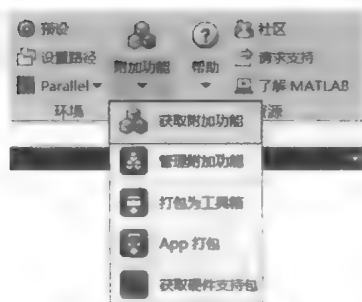 预设
设置路径
Parallel
环境
附加功能
帮助
社区
请求支持
了解 MATLAB
资源
获取附加功能
管理附加功能
打包为工具箱
App 打包
获取硬件支持包